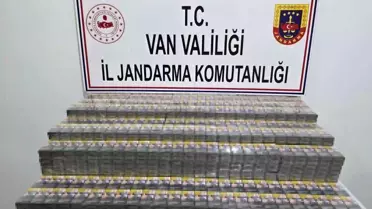 T.C.
VAN VALİLİĞİ
İL JANDARMA KOMUTANLIĞI